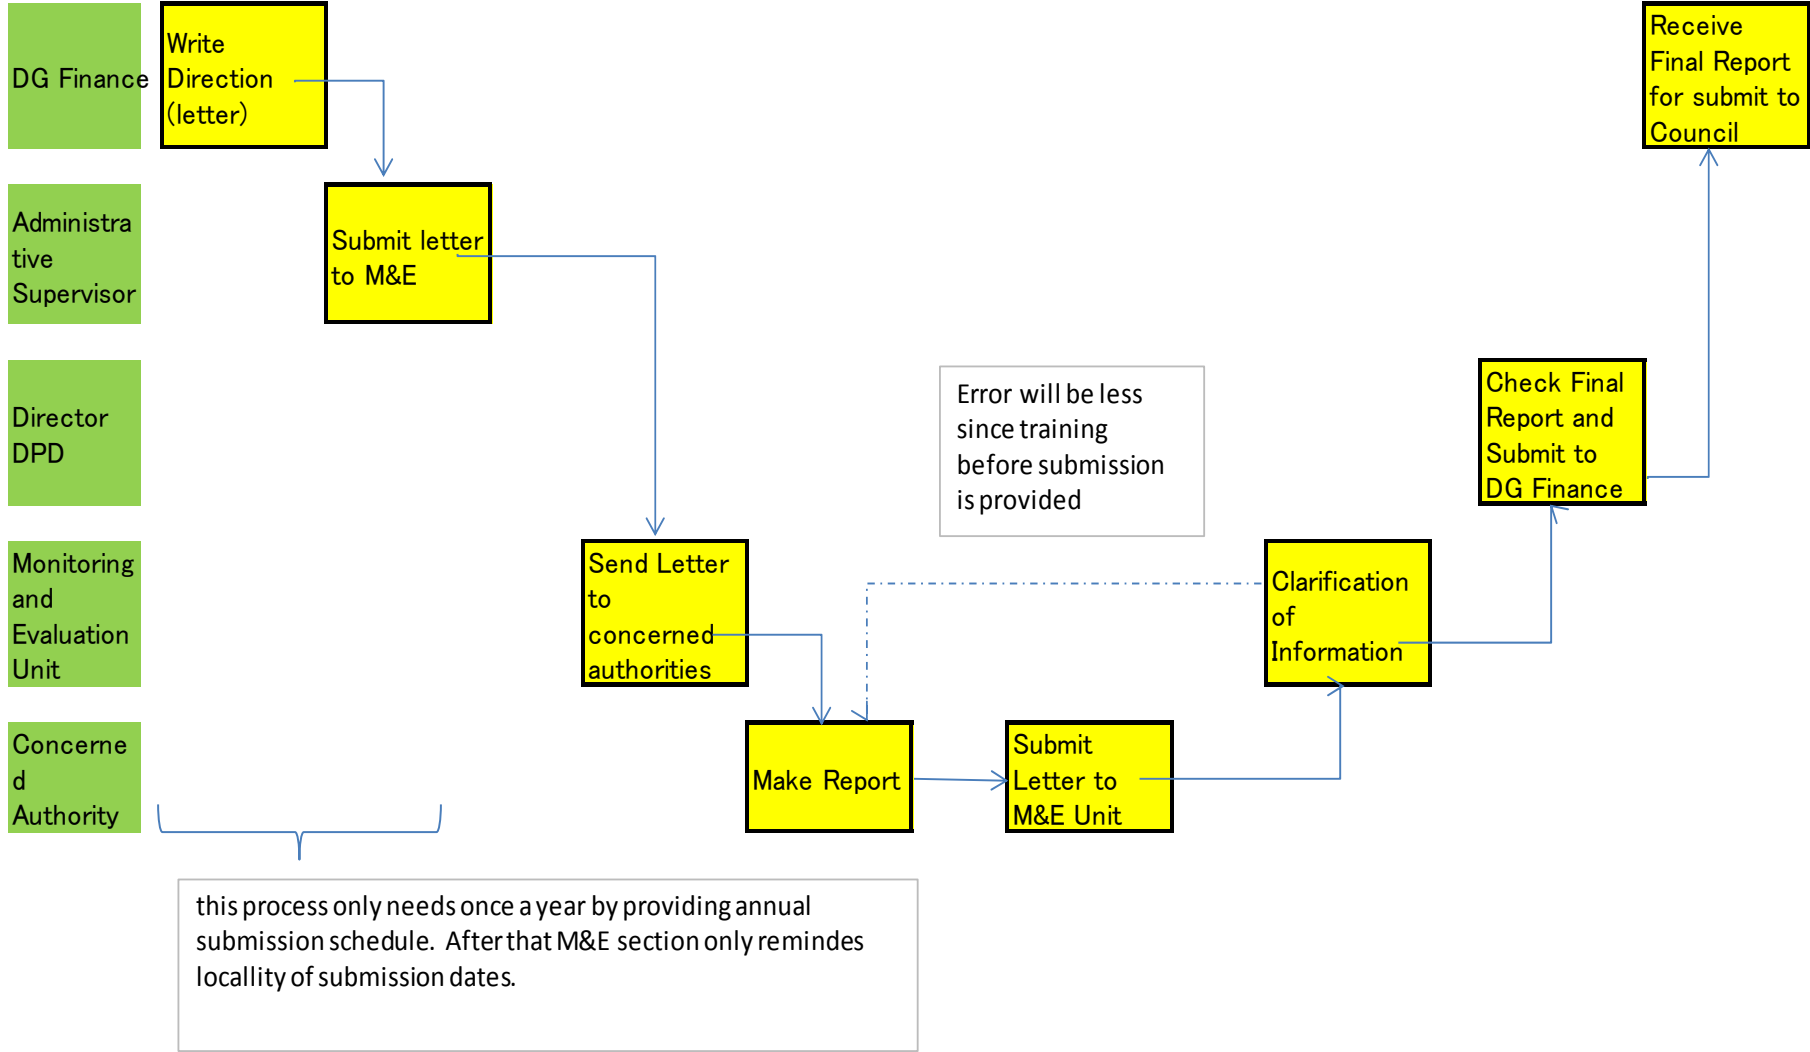 DG Finance
Write
Direction
(letter)
Receive
Final Report
for submit to
Council
Administra
tive
Supervisor
Submit letter
to M&E
Director
DPD
Error will be less
since training
before submission
is provided
Check Final
Report and
Submit to
DG Finance
Monitoring
and
Evaluation
Unit
Send Letter
to
concerned
authorities
Clarification
of
Information
Concerne
d
Authority
Make Report
Submit
Letter to
M&E Unit
this process only needs once a year by providing annual
submission schedule. After that M&E section only remindes
locallity of submission dates.